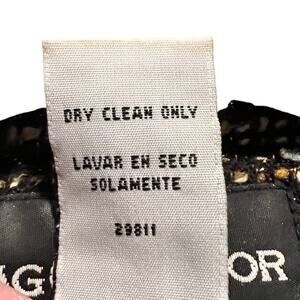 DRY CLEAN ONLY
LAVAR EN SECO
SOLAMENTE
29811